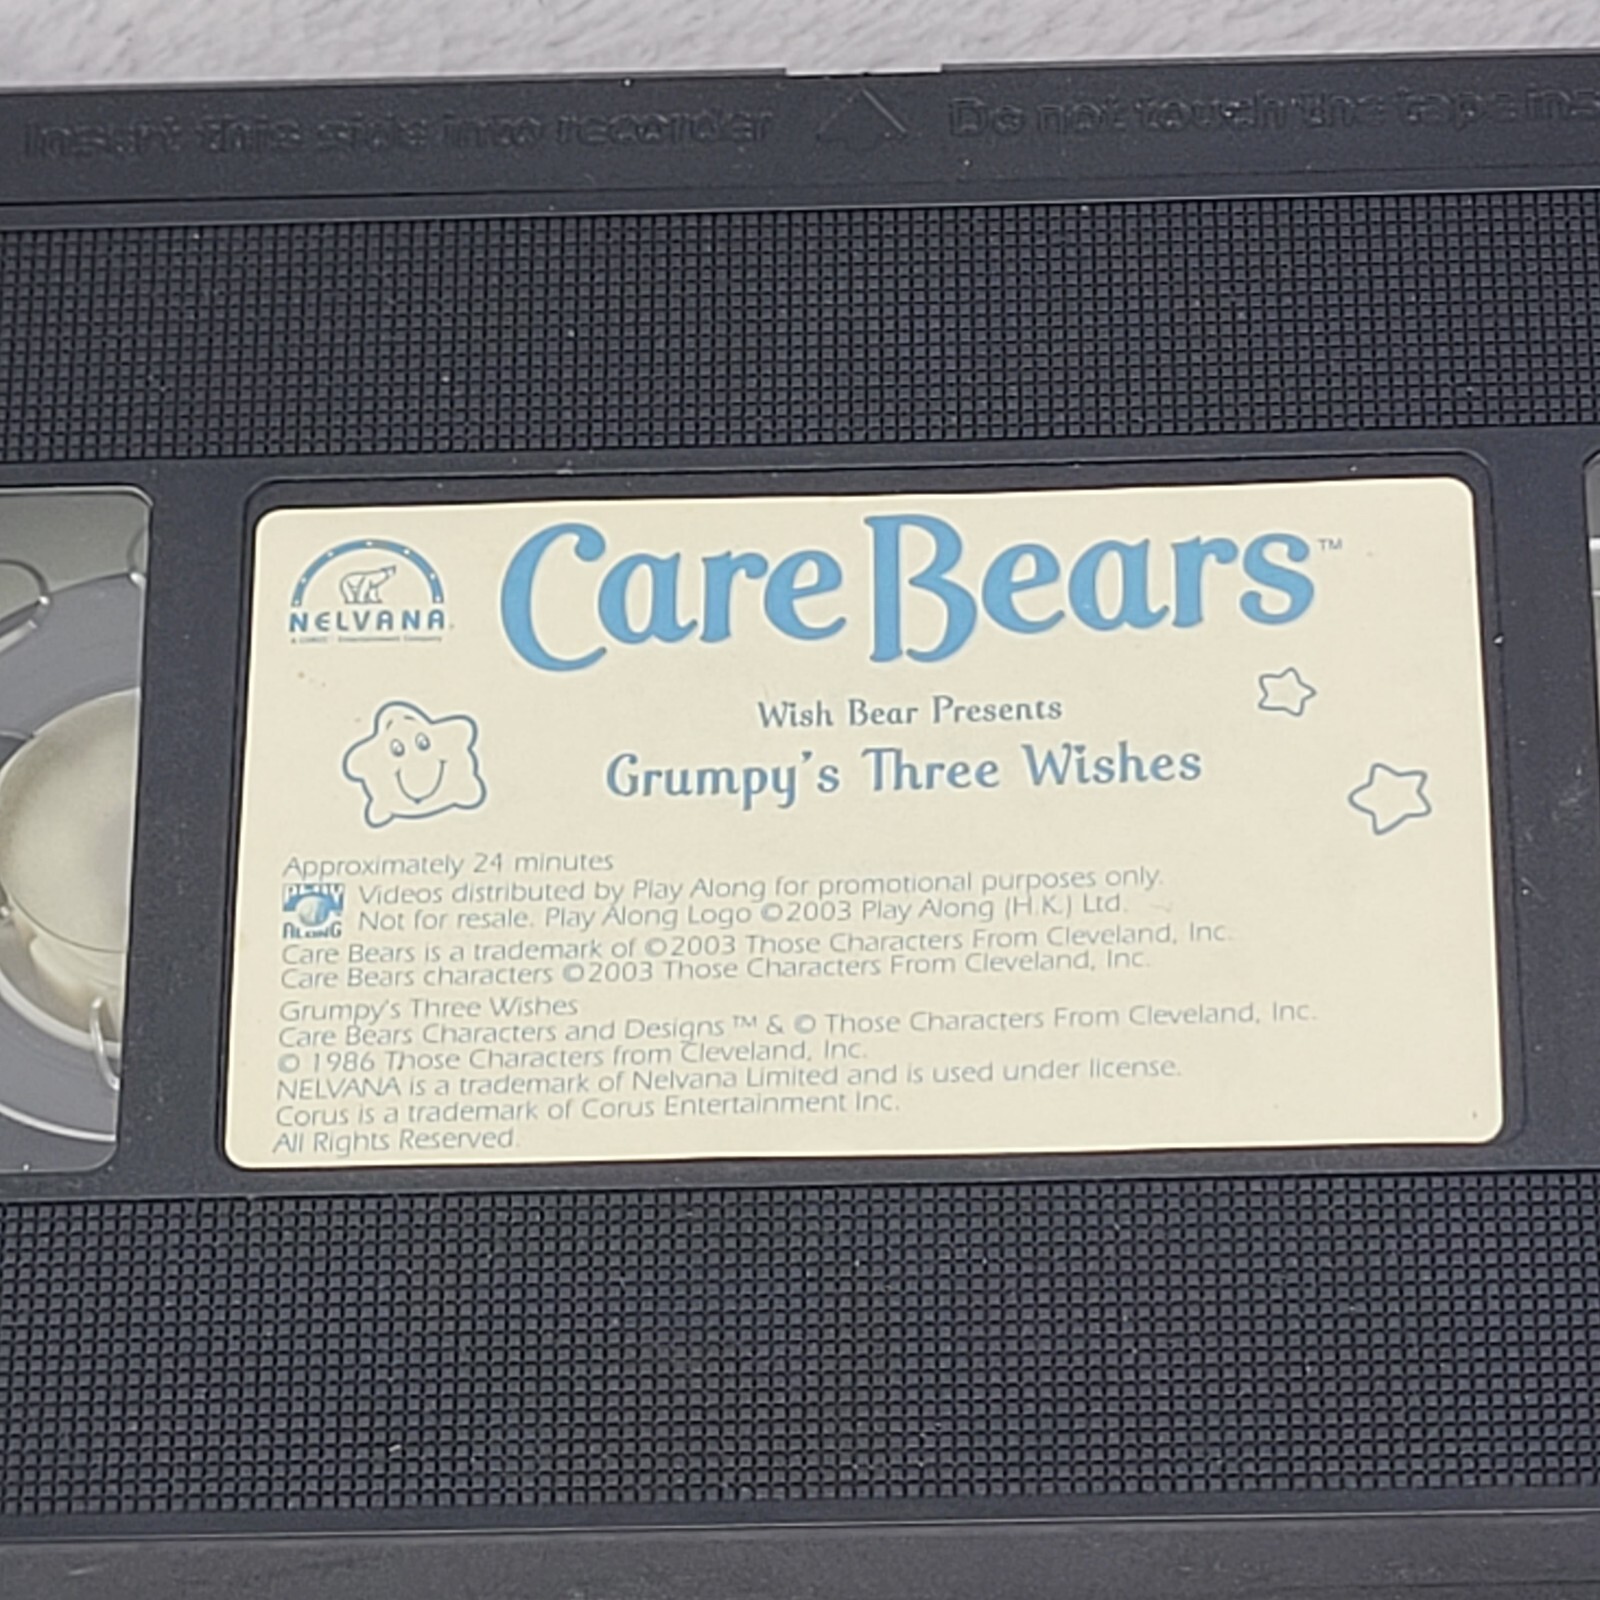 Insert this side into recorder
Do not touch the tape ins
NELVANA
A CORUS Entertainment Company
Care Bears™
Wish Bear Presents
Grumpy's Three Wishes
Approximately 24 minutes
PLAY ALONG
Videos distributed by Play Along for promotional purposes only.
Not for resale. Play Along Logo ©2003 Play Along (H.K.) Ltd.
Care Bears is a trademark of ©2003 Those Characters From Cleveland, Inc.
Care Bears characters ©2003 Those Characters From Cleveland, Inc.
Grumpy's Three Wishes
Care Bears Characters and Designs ™ & © Those Characters From Cleveland, Inc.
© 1986 Those Characters from Cleveland, Inc.
NELVANA is a trademark of Nelvana Limited and is used under license.
Corus is a trademark of Corus Entertainment Inc.
All Rights Reserved.